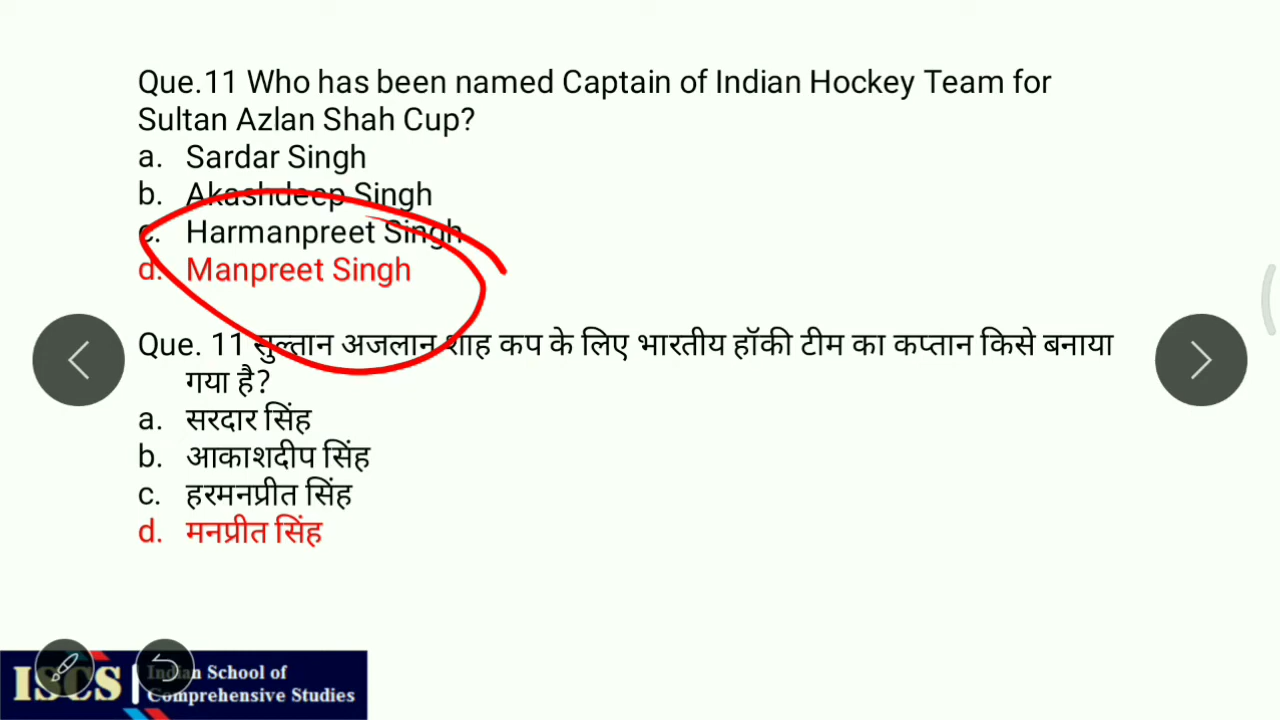 Que.11 Who has been named Captain of Indian Hockey Team for
Sultan Azlan Shah Cup?
a. Sardar Singh
b. Akashdeep Singh
c. Harmanpreet Singh
d. Manpreet Singh
Que. 11 सुल्तान अजलान शाह कप के लिए भारतीय हॉकी टीम का कप्तान किसे बनाया
गया है?
a. सरदार सिंह
b. आकाशदीप सिंह
c. हरमनप्रीत सिंह
d. मनप्रीत सिंह
ISCS Indian School of
Comprehensive Studies